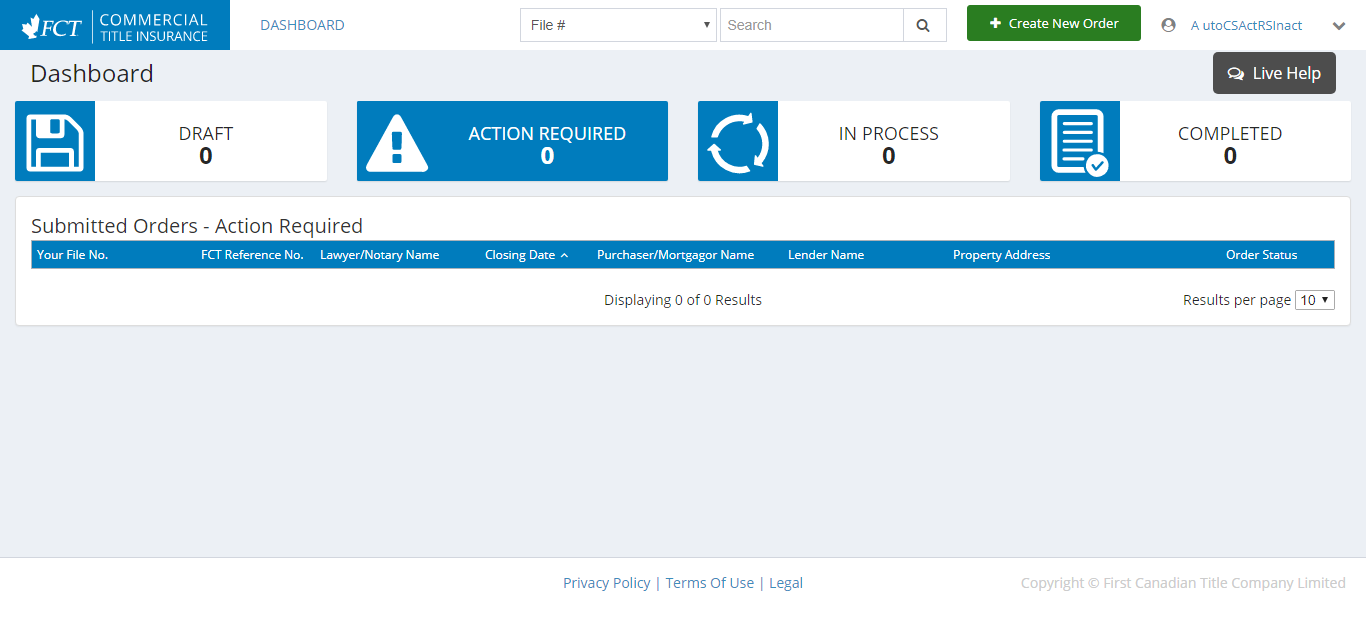 FCT COMMERCIAL TITLE INSURANCE
DASHBOARD
File #
Search
Create New Order
A utoCSActRSInact
Dashboard
Live Help
DRAFT
0
ACTION REQUIRED
0
IN PROCESS
0
COMPLETED
0
Submitted Orders - Action Required
Your File No. FCT Reference No. Lawyer/Notary Name Closing Date Purchaser/Mortgagor Name Lender Name Property Address Order Status
Displaying 0 of 0 Results
Results per page 10
Privacy Policy | Terms Of Use | Legal
Copyright © First Canadian Title Company Limited